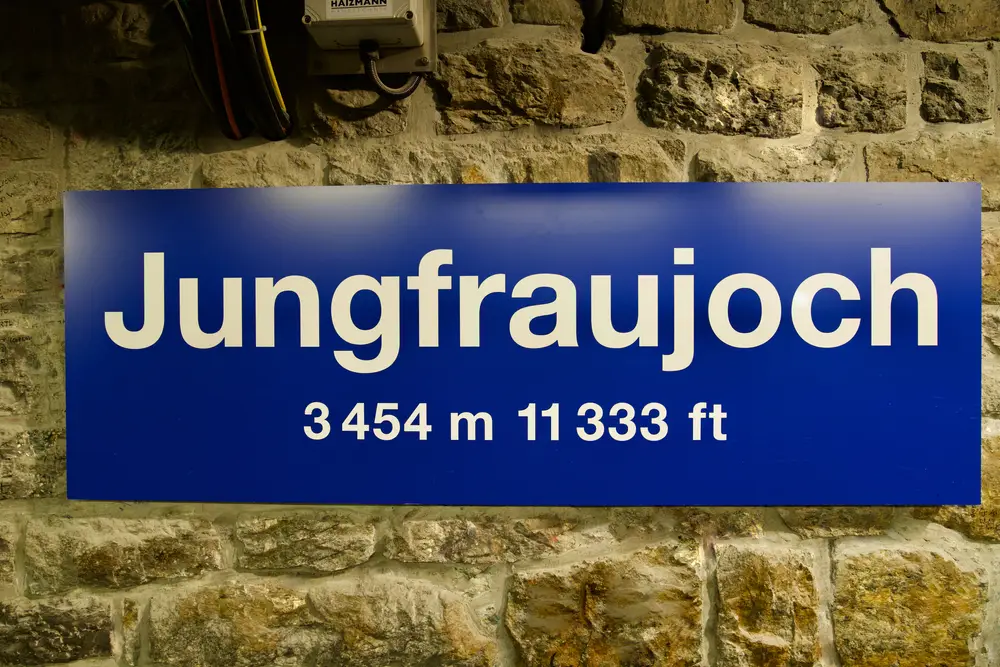 HAIZMANN
Jungfraujoch
3 454 m 11 333 ft